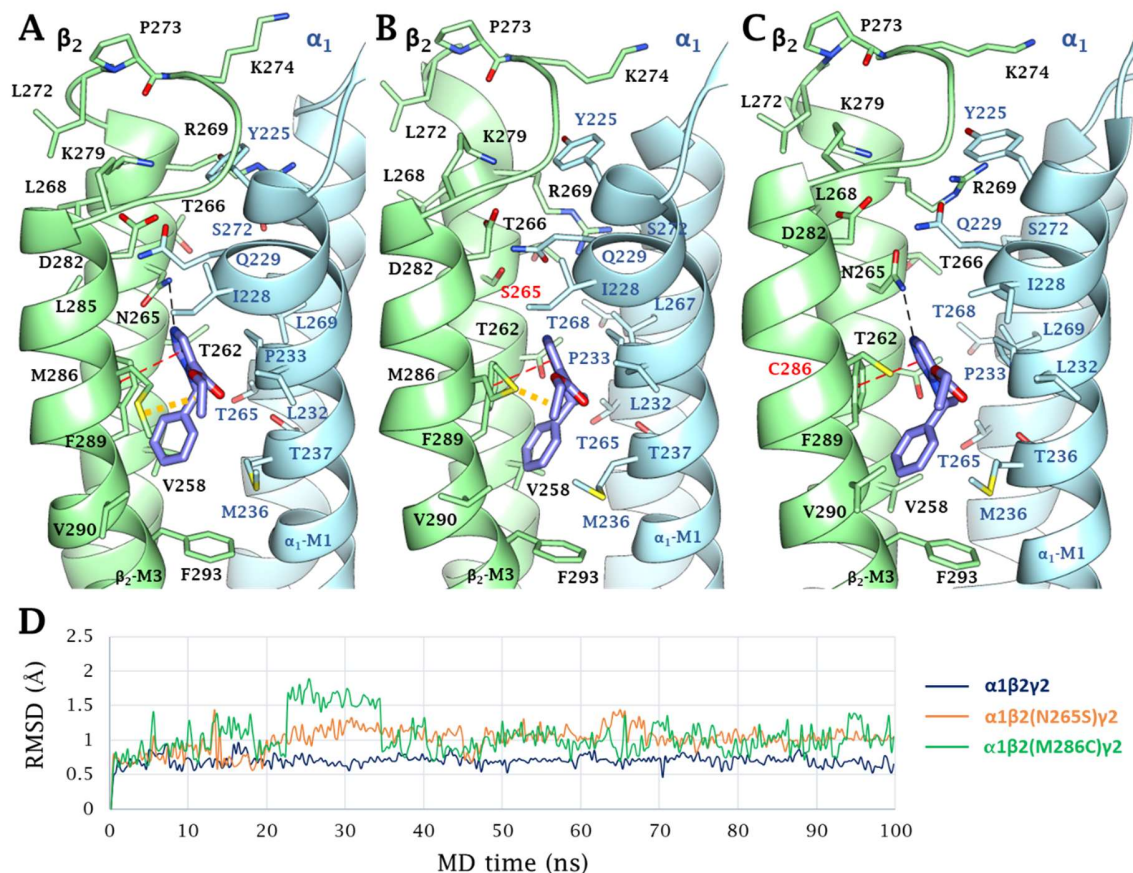 A
β2
P273
α1
K274
L272
R269
Y225
K279
L268
T266
S272
D282
Q229
I228
L285
N265
L269
T262
P233
M286
T265
L232
F289
T237
V258
M236
V290
α1-M1
β2-M3
F293
B
β2
P273
α1
K274
L272
K279
Y225
L268
R269
T266
S272
D282
Q229
S265
I228
L267
T268
T262
P233
M286
L232
F289
T265
T237
V258
M236
V290
α1-M1
β2-M3
F293
C
β2
P273
α1
K274
L272
K279
Y225
L268
R269
D282
Q229
S272
N265
T266
I228
T268
T262
L269
C286
P233
L232
F289
T265
T236
V290
V258
M236
α1-M1
β2-M3
F293
D
2.5
2
1.5
1
0.5
0
RMSD (Å)
0 10 20 30 40 50 60 70 80 90 100
MD time (ns)
α1β2γ2
α1β2(N265S)γ2
α1β2(M286C)γ2